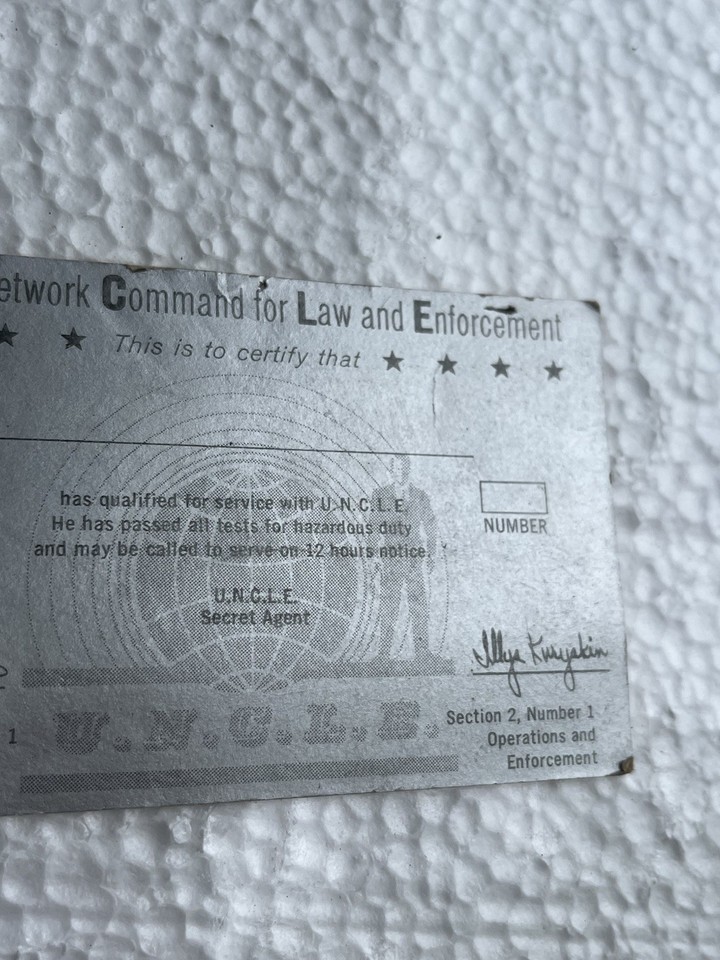 etwork Command for Law and Enforcement
This is to certify that
has qualified for service with U.N.C.L.E.
He has passed all tests for hazardous duty
and may be called to serve on 12 hours notice.
NUMBER
U.N.C.L.E.
Secret Agent
Illya Kuryakin
1
U.N.C.L.E.
Section 2, Number 1
Operations and
Enforcement